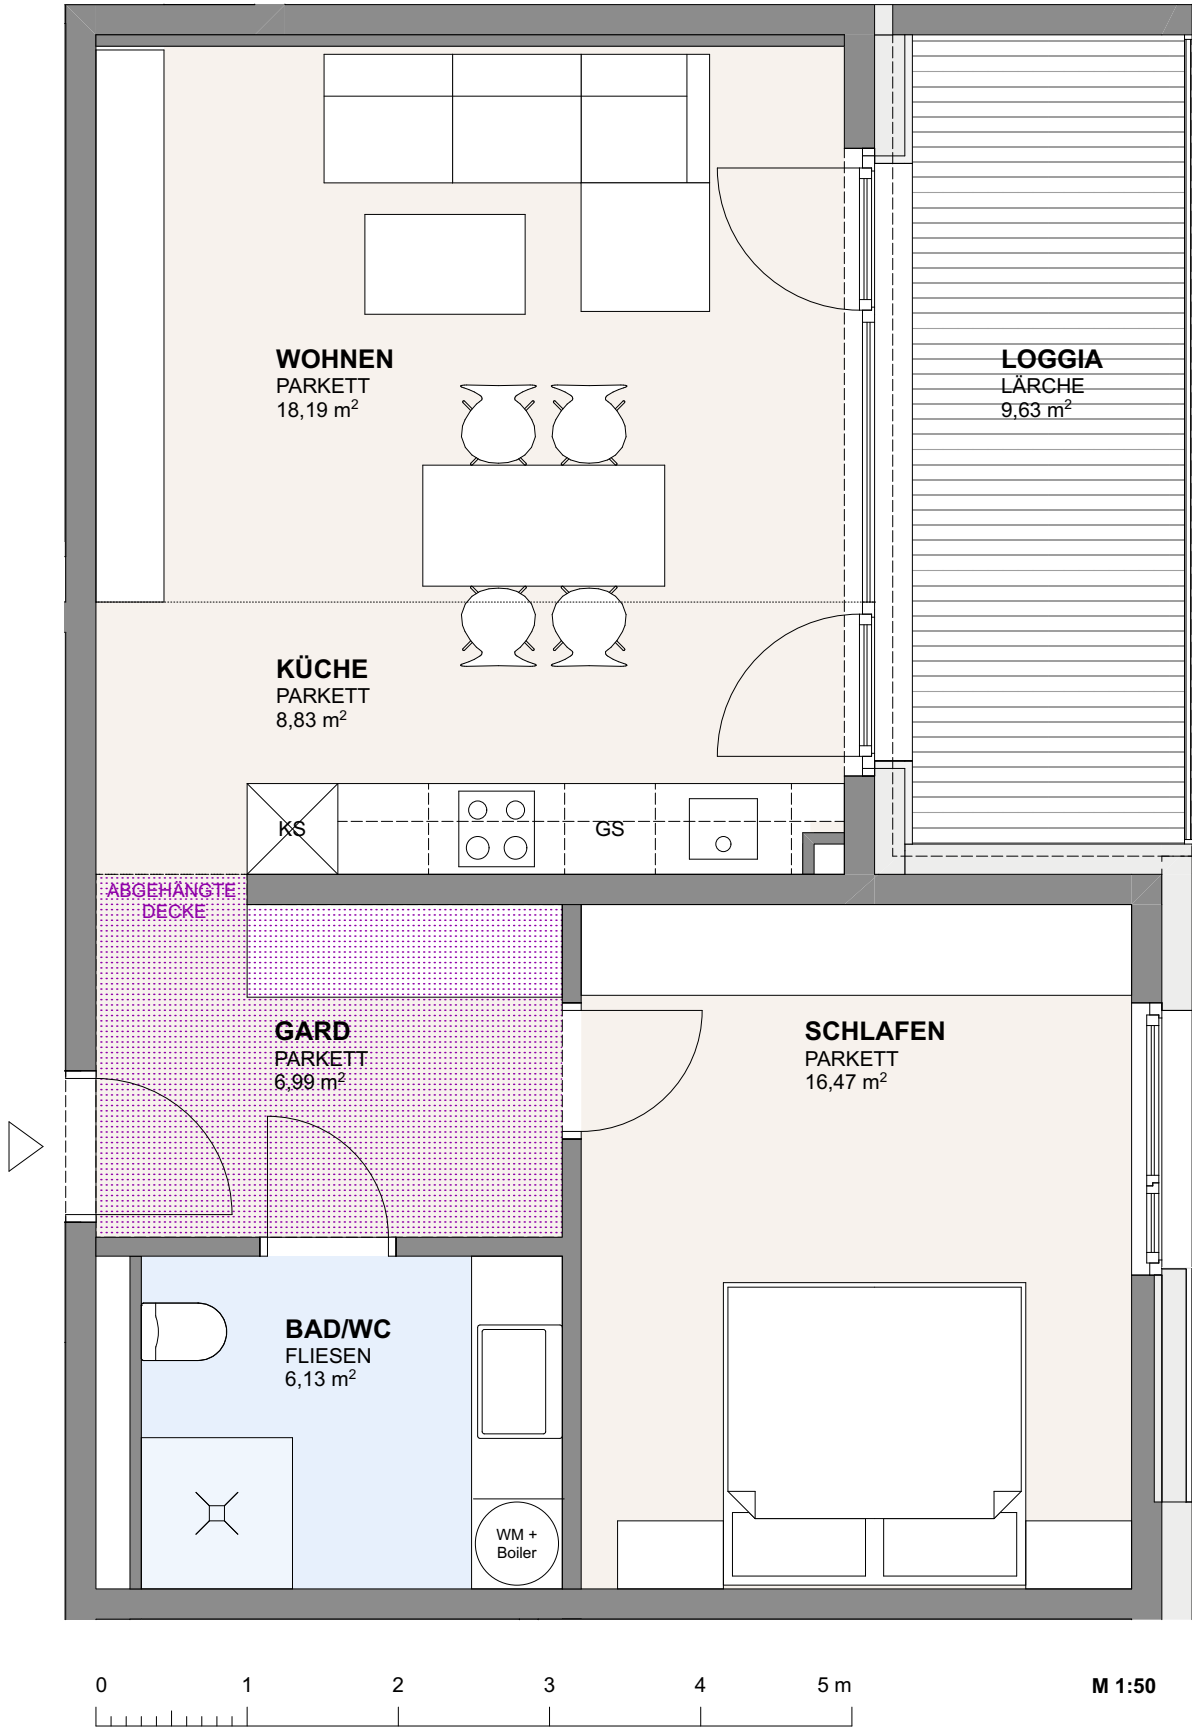 WOHNEN
PARKETT
18,19 m²
LOGGIA
LÄRCHE
9,63 m²
KÜCHE
PARKETT
8,83 m²
KS
GS
ABGEHÄNGTE
DECKE
GARD
PARKETT
6,99 m²
SCHLAFEN
PARKETT
16,47 m²
BAD/WC
FLIESEN
6,13 m²
WM +
Boiler
0 1 2 3 4 5 m
M 1:50